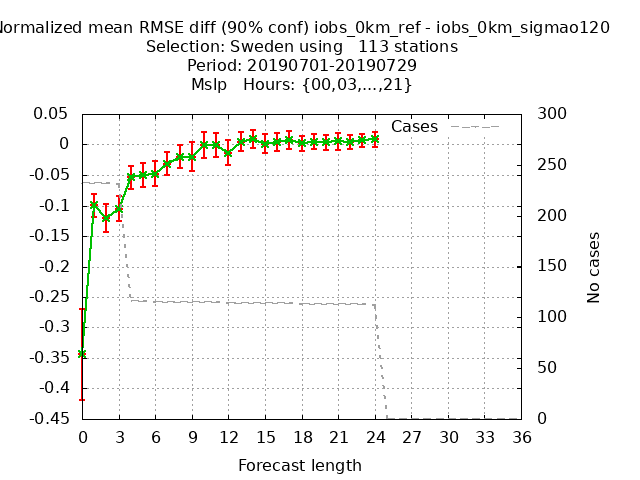 Normalized mean RMSE diff (90% conf) iobs_0km_ref - iobs_0km_sigmao120
Selection: Sweden using 113 stations
Period: 20190701-20190729
Mslp Hours: {00,03,...,21}
Cases
0.05
0
-0.05
-0.1
-0.15
-0.2
-0.25
-0.3
-0.35
-0.4
-0.45
300
250
200
150
100
50
0
No cases
0 3 6 9 12 15 18 21 24 27 30 33 36
Forecast length